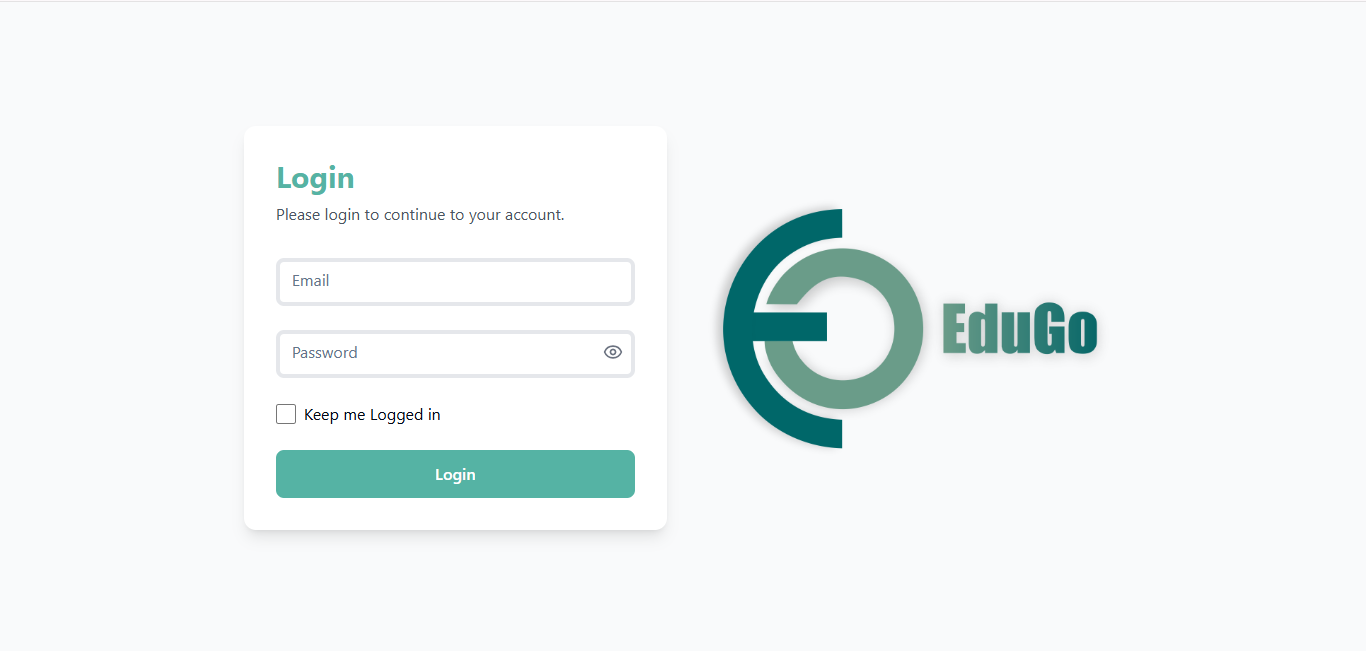 Login
Please login to continue to your account.
Email
Password
Keep me Logged in
Login
EduGo